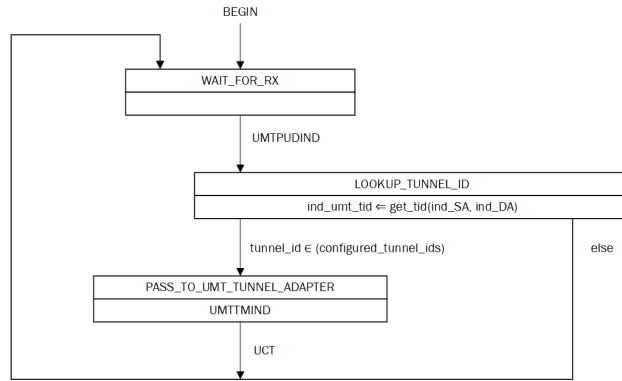 BEGIN
WAIT_FOR_RX
UMTPUDIND
LOOKUP_TUNNEL_ID
ind_umt_tid ⇐ get_tid(ind_SA, ind_DA)
tunnel_id ∈ (configured_tunnel_ids)
else
PASS_TO_UMT_TUNNEL_ADAPTER
UMTTMIND
UCT